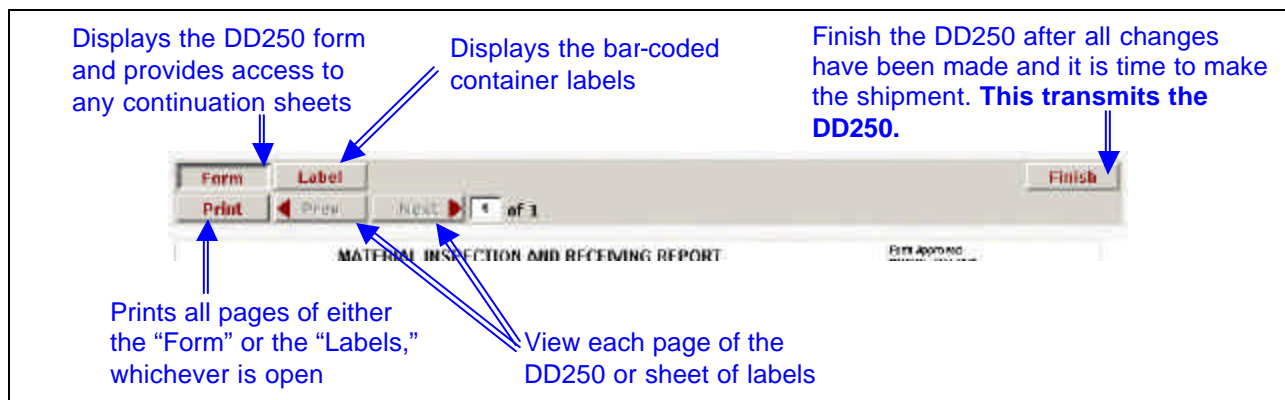 Displays the DD250 form
and provides access to
any continuation sheets
Displays the bar-coded
container labels
Finish the DD250 after all changes
have been made and it is time to make
the shipment. This transmits the
DD250.
Form Label Finish
Print Prev Next of 1
MATERIAL INSPECTION AND RECEIVING REPORT
Form Approved
Prints all pages of either
the “Form” or the “Labels,”
whichever is open
View each page of the
DD250 or sheet of labels